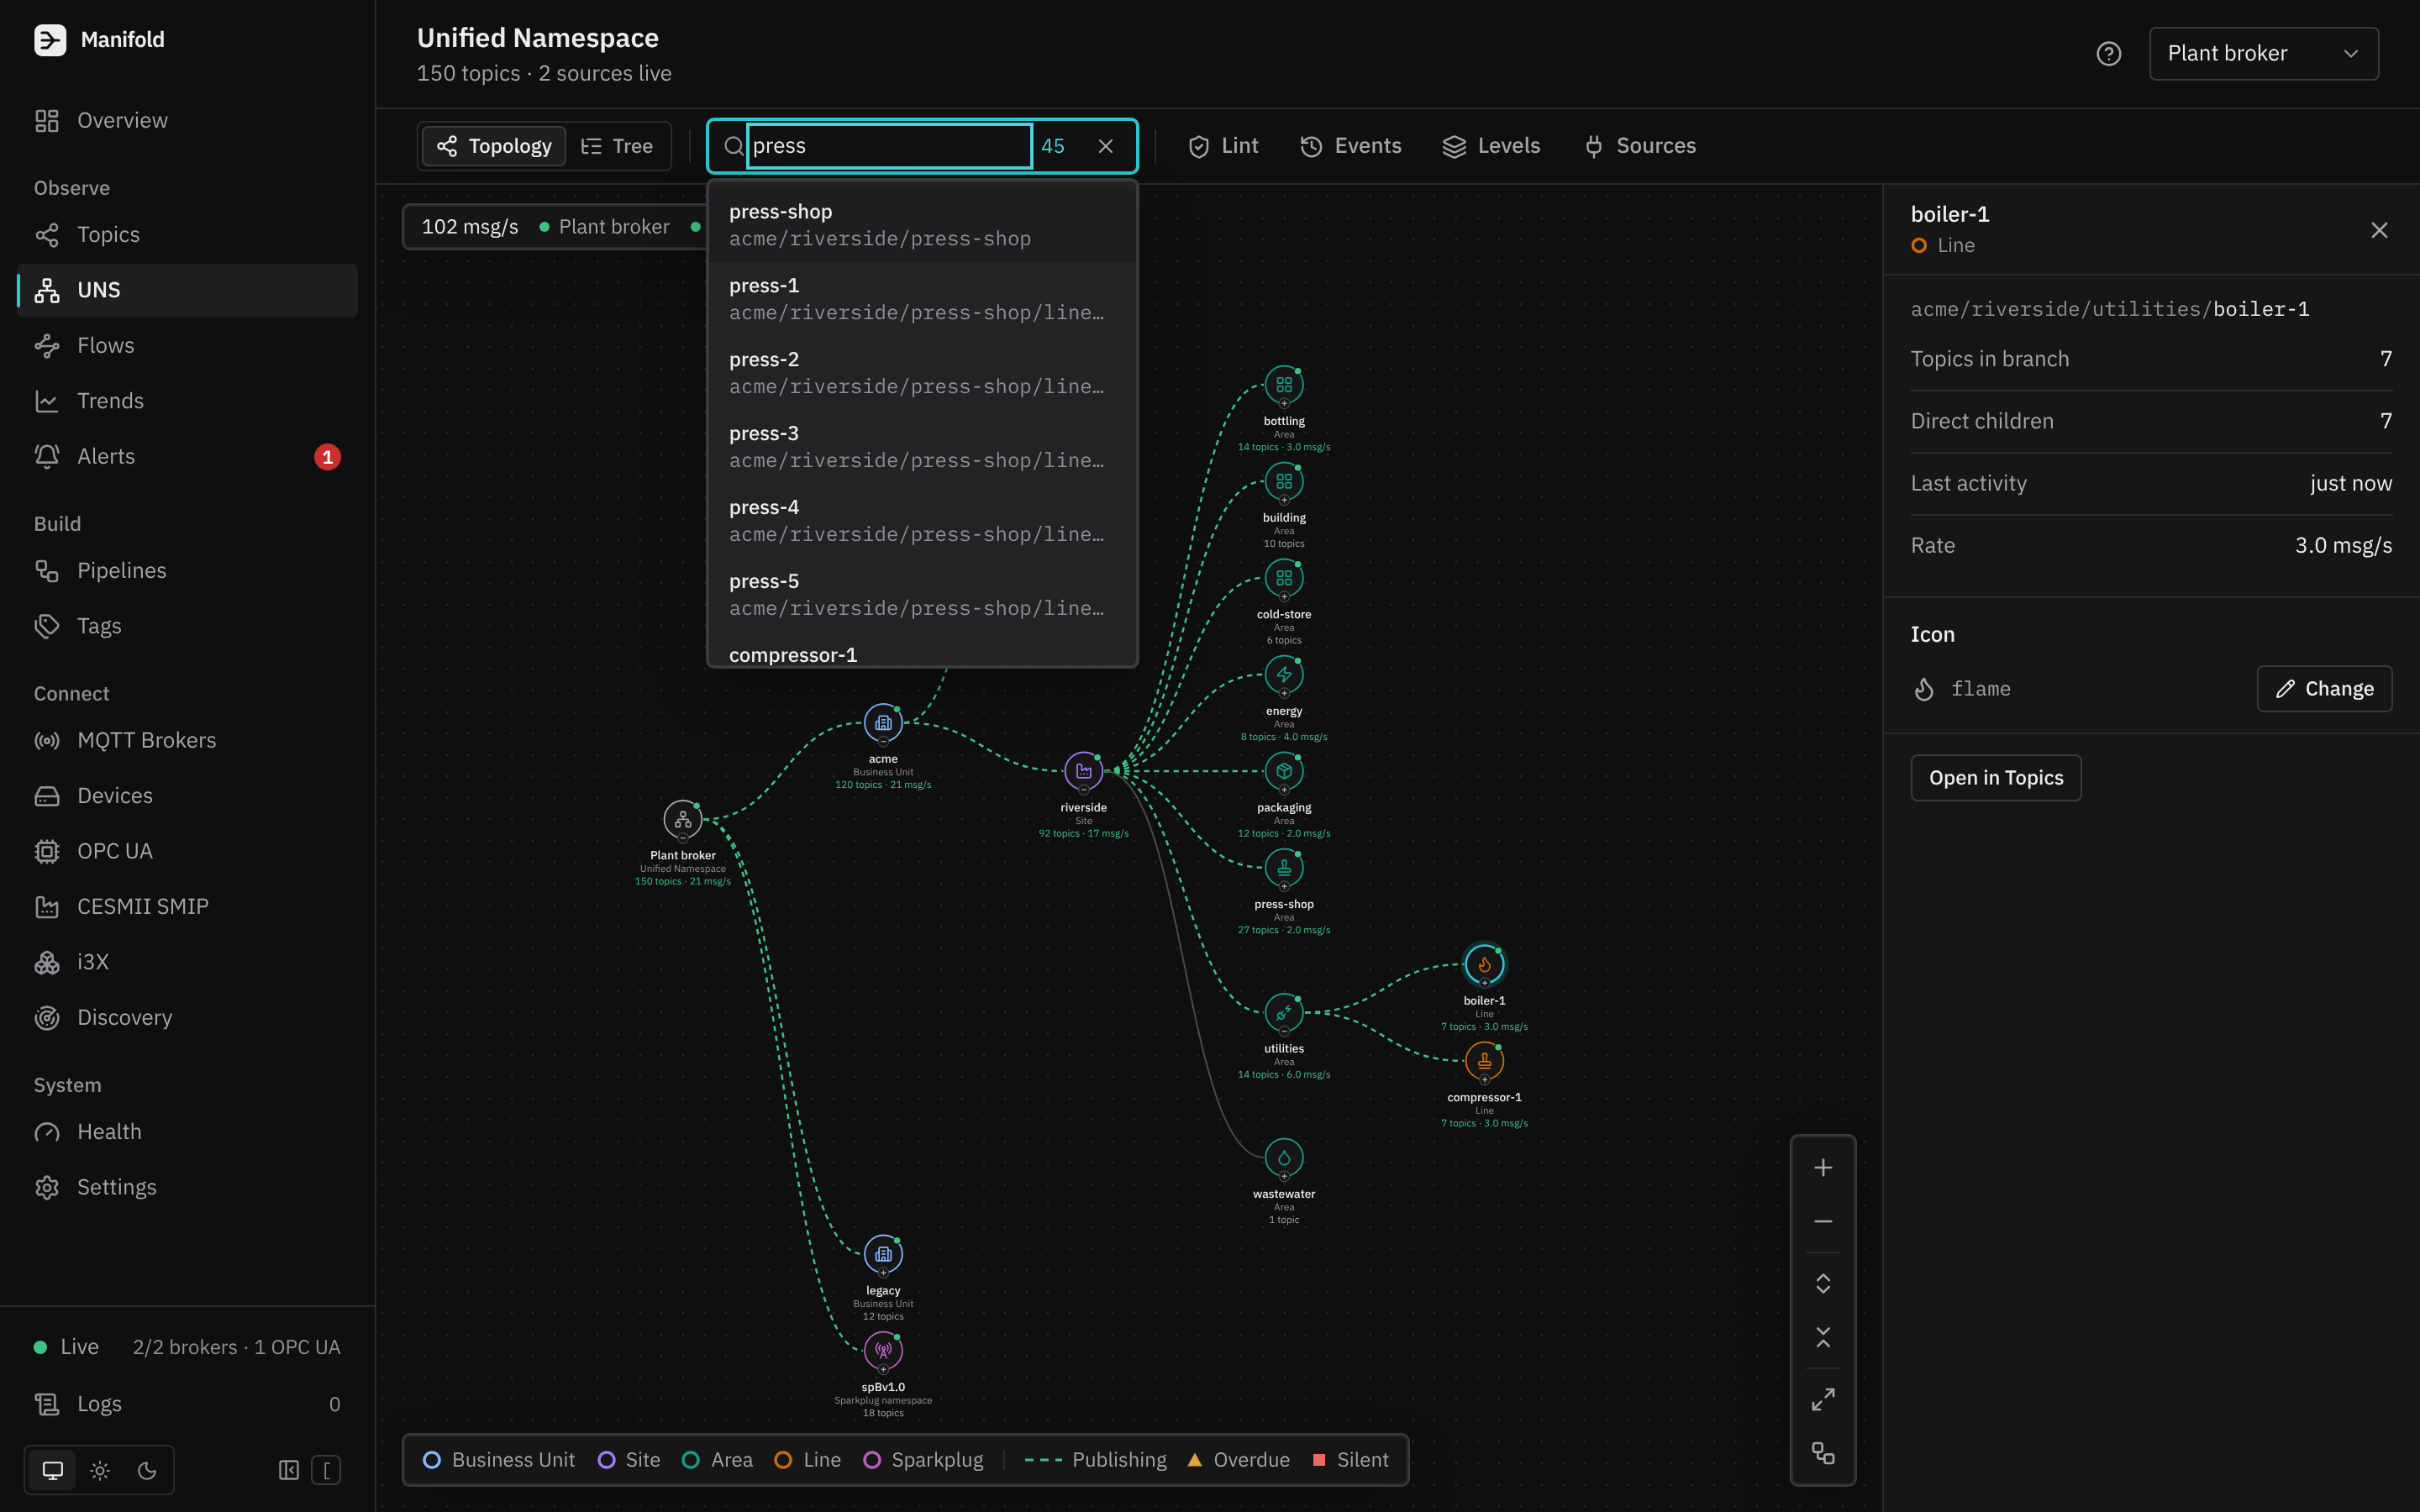 Manifold
Overview
Observe
Topics
UNS
Flows
Trends
Alerts
1
Build
Pipelines
Tags
Connect
MQTT Brokers
Devices
OPC UA
CESMII SMIP
i3X
Discovery
System
Health
Settings
Live
2/2 brokers · 1 OPC UA
Logs
0
[
Unified Namespace
150 topics · 2 sources live
Plant broker
Topology
Tree
press
45
Lint
Events
Levels
Sources
102 msg/s
Plant broker
press-shop
acme/riverside/press-shop
press-1
acme/riverside/press-shop/line…
press-2
acme/riverside/press-shop/line…
press-3
acme/riverside/press-shop/line…
press-4
acme/riverside/press-shop/line…
press-5
acme/riverside/press-shop/line…
compressor-1
bottling
Area
14 topics · 3.0 msg/s
building
Area
10 topics
cold-store
Area
6 topics
energy
Area
8 topics · 4.0 msg/s
acme
Business Unit
120 topics · 21 msg/s
riverside
Site
92 topics · 17 msg/s
packaging
Area
12 topics · 2.0 msg/s
Plant broker
Unified Namespace
150 topics · 21 msg/s
press-shop
Area
27 topics · 2.0 msg/s
boiler-1
Line
7 topics · 3.0 msg/s
utilities
Area
14 topics · 6.0 msg/s
compressor-1
Line
7 topics · 3.0 msg/s
wastewater
Area
1 topic
legacy
Business Unit
12 topics
spBv1.0
Sparkplug namespace
18 topics
Business Unit
Site
Area
Line
Sparkplug
Publishing
Overdue
Silent
boiler-1
Line
acme/riverside/utilities/boiler-1
Topics in branch
7
Direct children
7
Last activity
just now
Rate
3.0 msg/s
Icon
flame
Change
Open in Topics